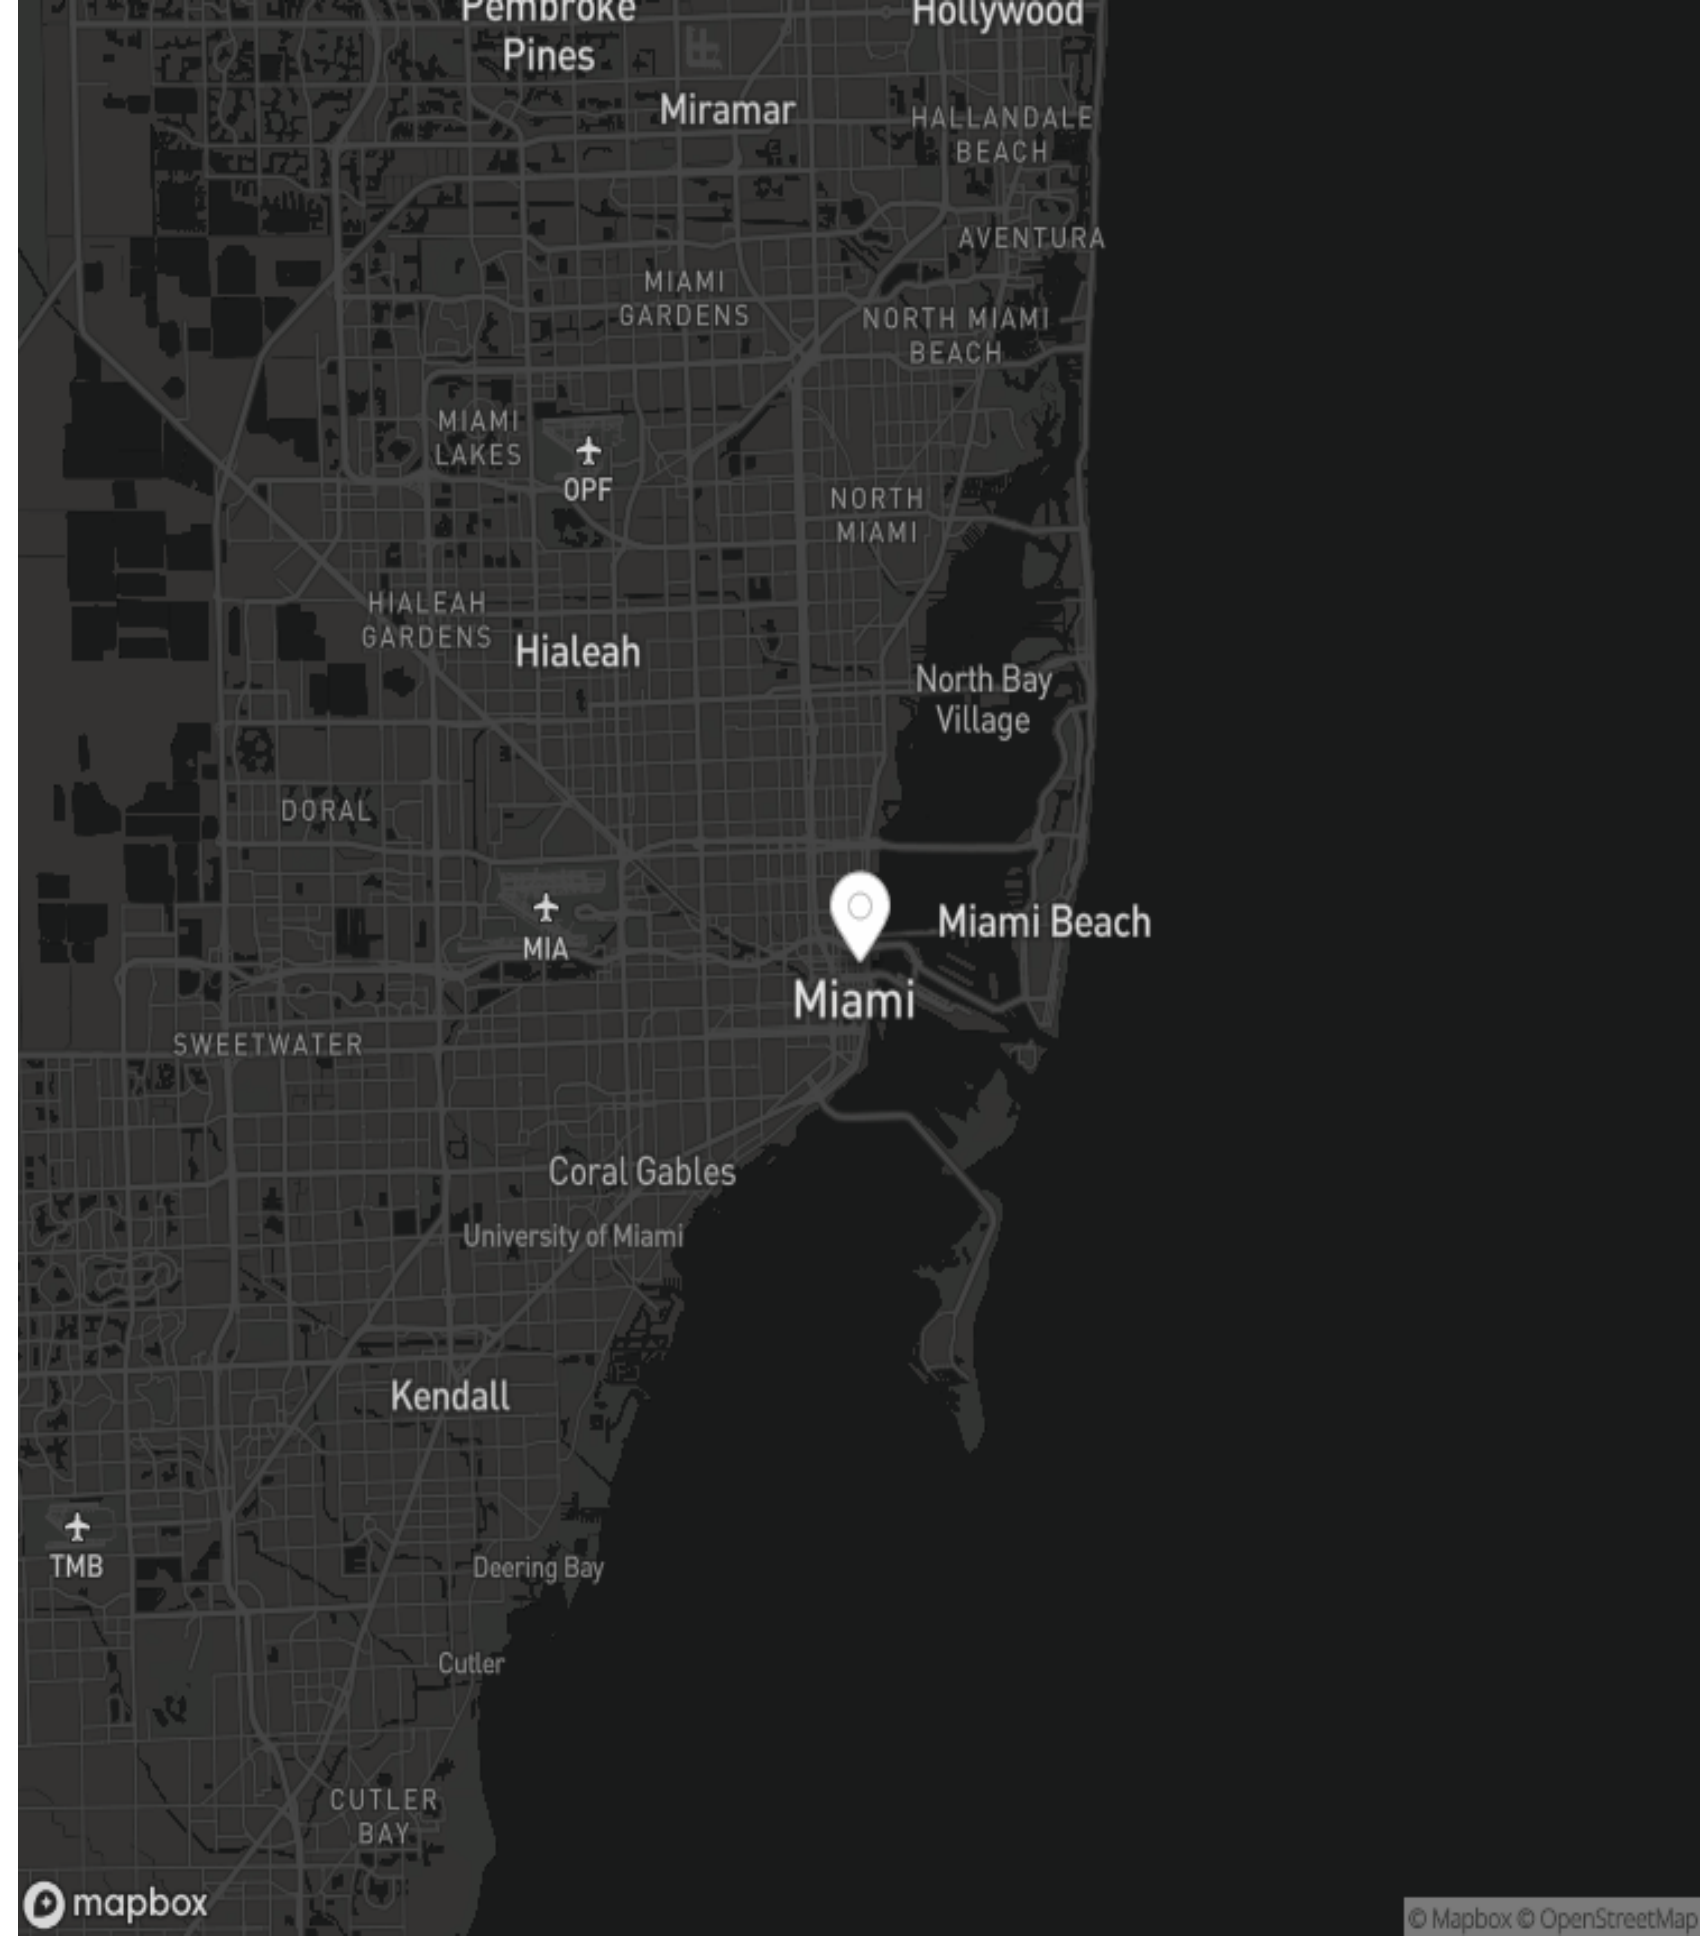 Pembroke
Pines
Hollywood
Miramar
HALLANDALE
BEACH
AVENTURA
MIAMI
GARDENS
NORTH MIAMI
BEACH
MIAMI
LAKES
OPF
NORTH
MIAMI
HIALEAH
GARDENS
Hialeah
North Bay
Village
DORAL
MIA
Miami Beach
Miami
SWEETWATER
Coral Gables
University of Miami
Kendall
TMB
Deering Bay
Cutler
CUTLER
BAY
mapbox
© Mapbox © OpenStreetMap